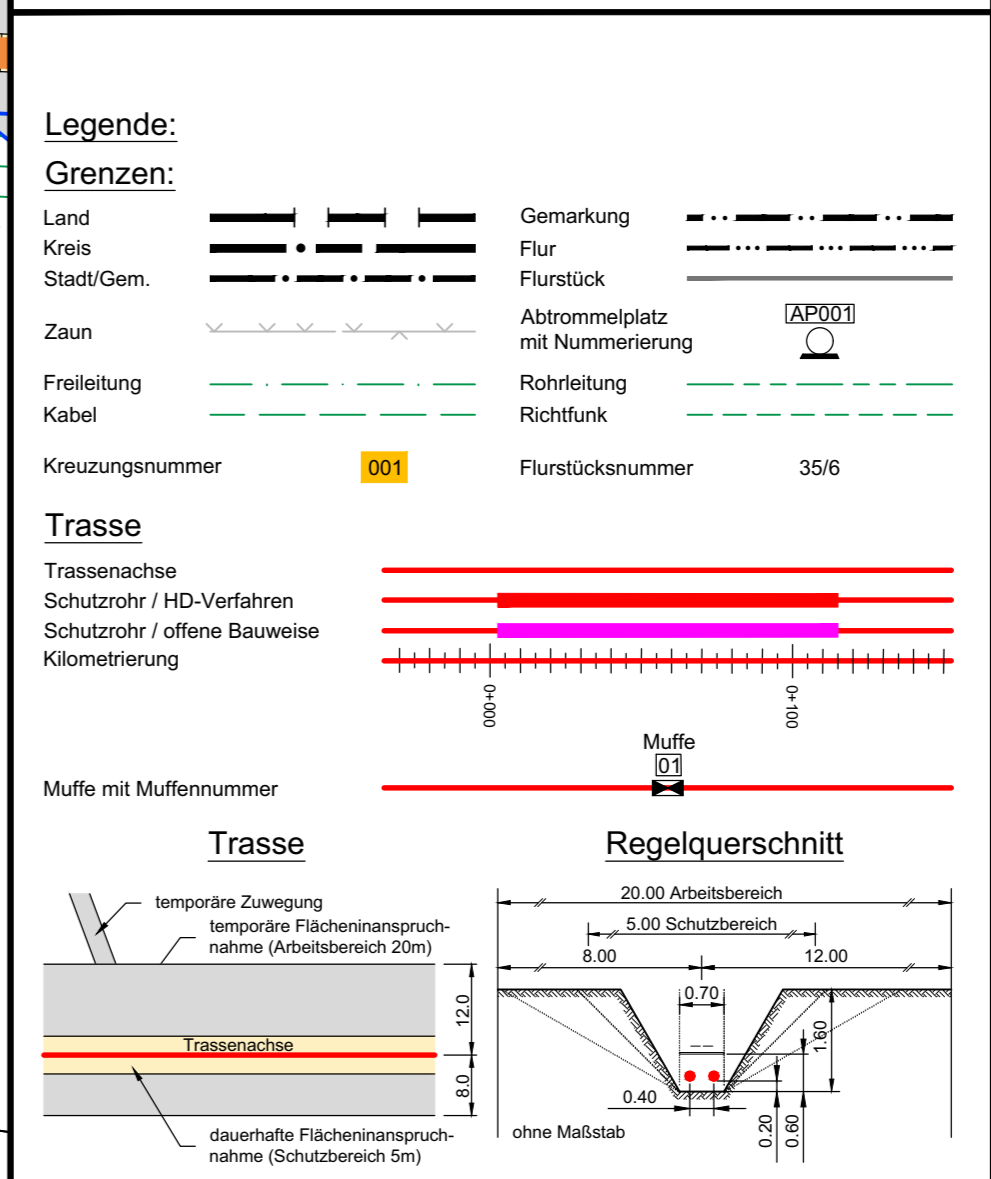 Legende:
Grenzen:
Land
Gemarkung
Kreis
Flur
Stadt/Gem.
Flurstück
Zaun
Abtrommelplatz
mit Nummerierung
AP001
Freileitung
Rohrleitung
Kabel
Richtfunk
Kreuzungsnummer
001
Flurstücksnummer
35/6
Trasse
Trassenachse
Schutzrohr / HD-Verfahren
Schutzrohr / offene Bauweise
Kilometrierung
0+000
0+100
Muffe
01
Muffe mit Muffennummer
Trasse
temporäre Zuwegung
temporäre Flächeninanspruch-
nahme (Arbeitsbereich 20m)
12.0
Trassenachse
8.0
dauerhafte Flächeninanspruch-
nahme (Schutzbereich 5m)
Regelquerschnitt
20.00 Arbeitsbereich
5.00 Schutzbereich
8.00
12.00
0.70
1.60
0.40
0.20
0.60
ohne Maßstab